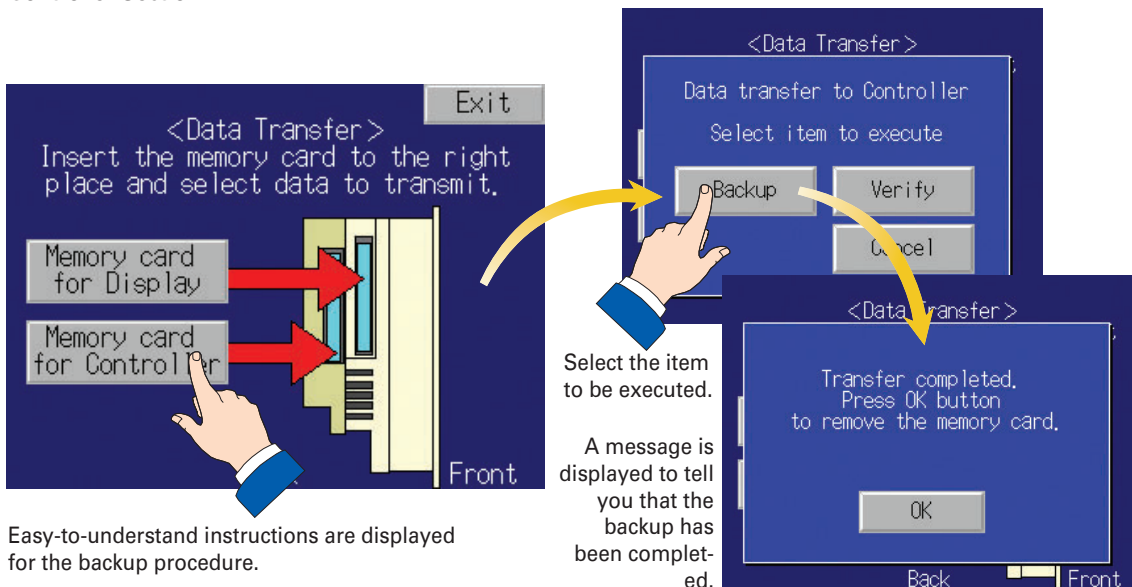 Exit
<Data Transfer>
Insert the memory card to the right
place and select data to transmit.
Memory card
for Display
Memory card
for Controller
Front
Easy-to-understand instructions are displayed
for the backup procedure.
<Data Transfer>
Data transfer to Controller
Select item to execute
Backup
Verify
Cancel
Select the item
to be executed.
A message is
displayed to tell
you that the
backup has
been complet-
ed.
<Data Transfer>
Transfer completed.
Press OK button
to remove the memory card.
OK
Back
Front